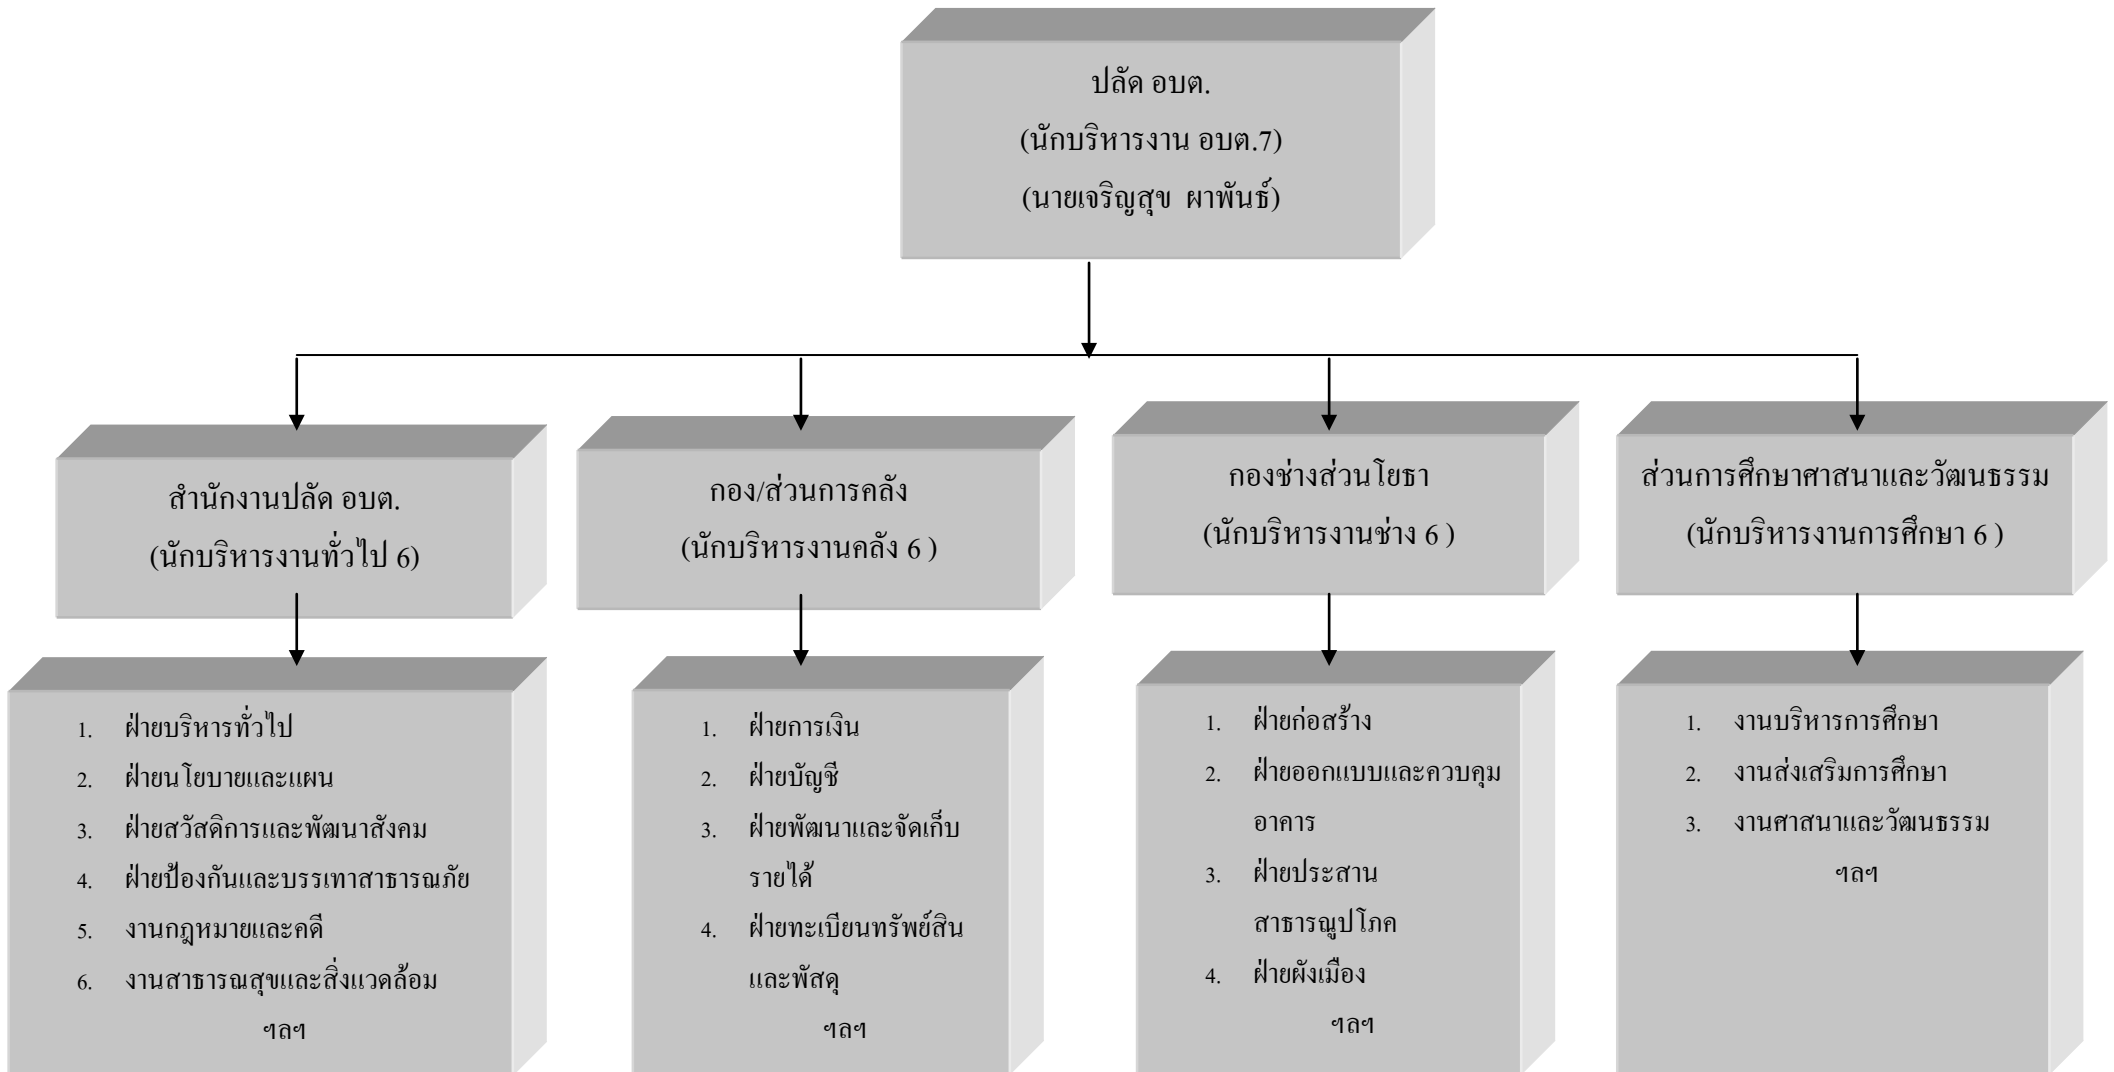 ปลัด อบต.
(นักบริหารงาน อบต.7)
(นายเจริญสุข  ผาพันธ์)
สำนักงานปลัด อบต.
(นักบริหารงานทั่วไป 6)
กอง/ส่วนการคลัง
(นักบริหารงานคลัง 6 )
กองช่างส่วนโยธา
(นักบริหารงานช่าง 6 )
ส่วนการศึกษาศาสนาและวัฒนธรรม
(นักบริหารงานการศึกษา 6 )
1. ฝ่ายบริหารทั่วไป
2. ฝ่ายนโยบายและแผน
3. ฝ่ายสวัสดิการและพัฒนาสังคม
4. ฝ่ายป้องกันและบรรเทาสาธารณภัย
5. งานกฎหมายและคดี
6. งานสาธารณสุขและสิ่งแวดล้อม
ฯลฯ
1. ฝ่ายการเงิน
2. ฝ่ายบัญชี
3. ฝ่ายพัฒนาและจัดเก็บ
รายได้
4. ฝ่ายทะเบียนทรัพย์สิน
และพัสดุ
ฯลฯ
1. ฝ่ายก่อสร้าง
2. ฝ่ายออกแบบและควบคุม
อาคาร
3. ฝ่ายประสาน
สาธารณูปโภค
4. ฝ่ายผังเมือง
ฯลฯ
1. งานบริหารการศึกษา
2. งานส่งเสริมการศึกษา
3. งานศาสนาและวัฒนธรรม
ฯลฯ